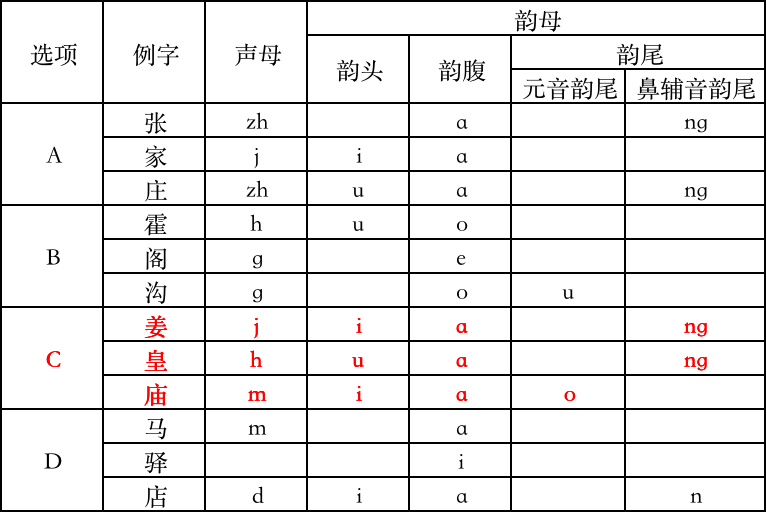 选项 例字 声母 韵母
韵头 韵腹 韵尾
元音韵尾 鼻辅音韵尾
A
张 zh ɑ ng
家 j i ɑ
庄 zh u ɑ ng
B
霍 h u o
阁 g e
沟 g o u
C
姜 j i ɑ ng
皇 h u ɑ ng
庙 m i ɑ o
D
马 m ɑ
驿 i
店 d i ɑ n